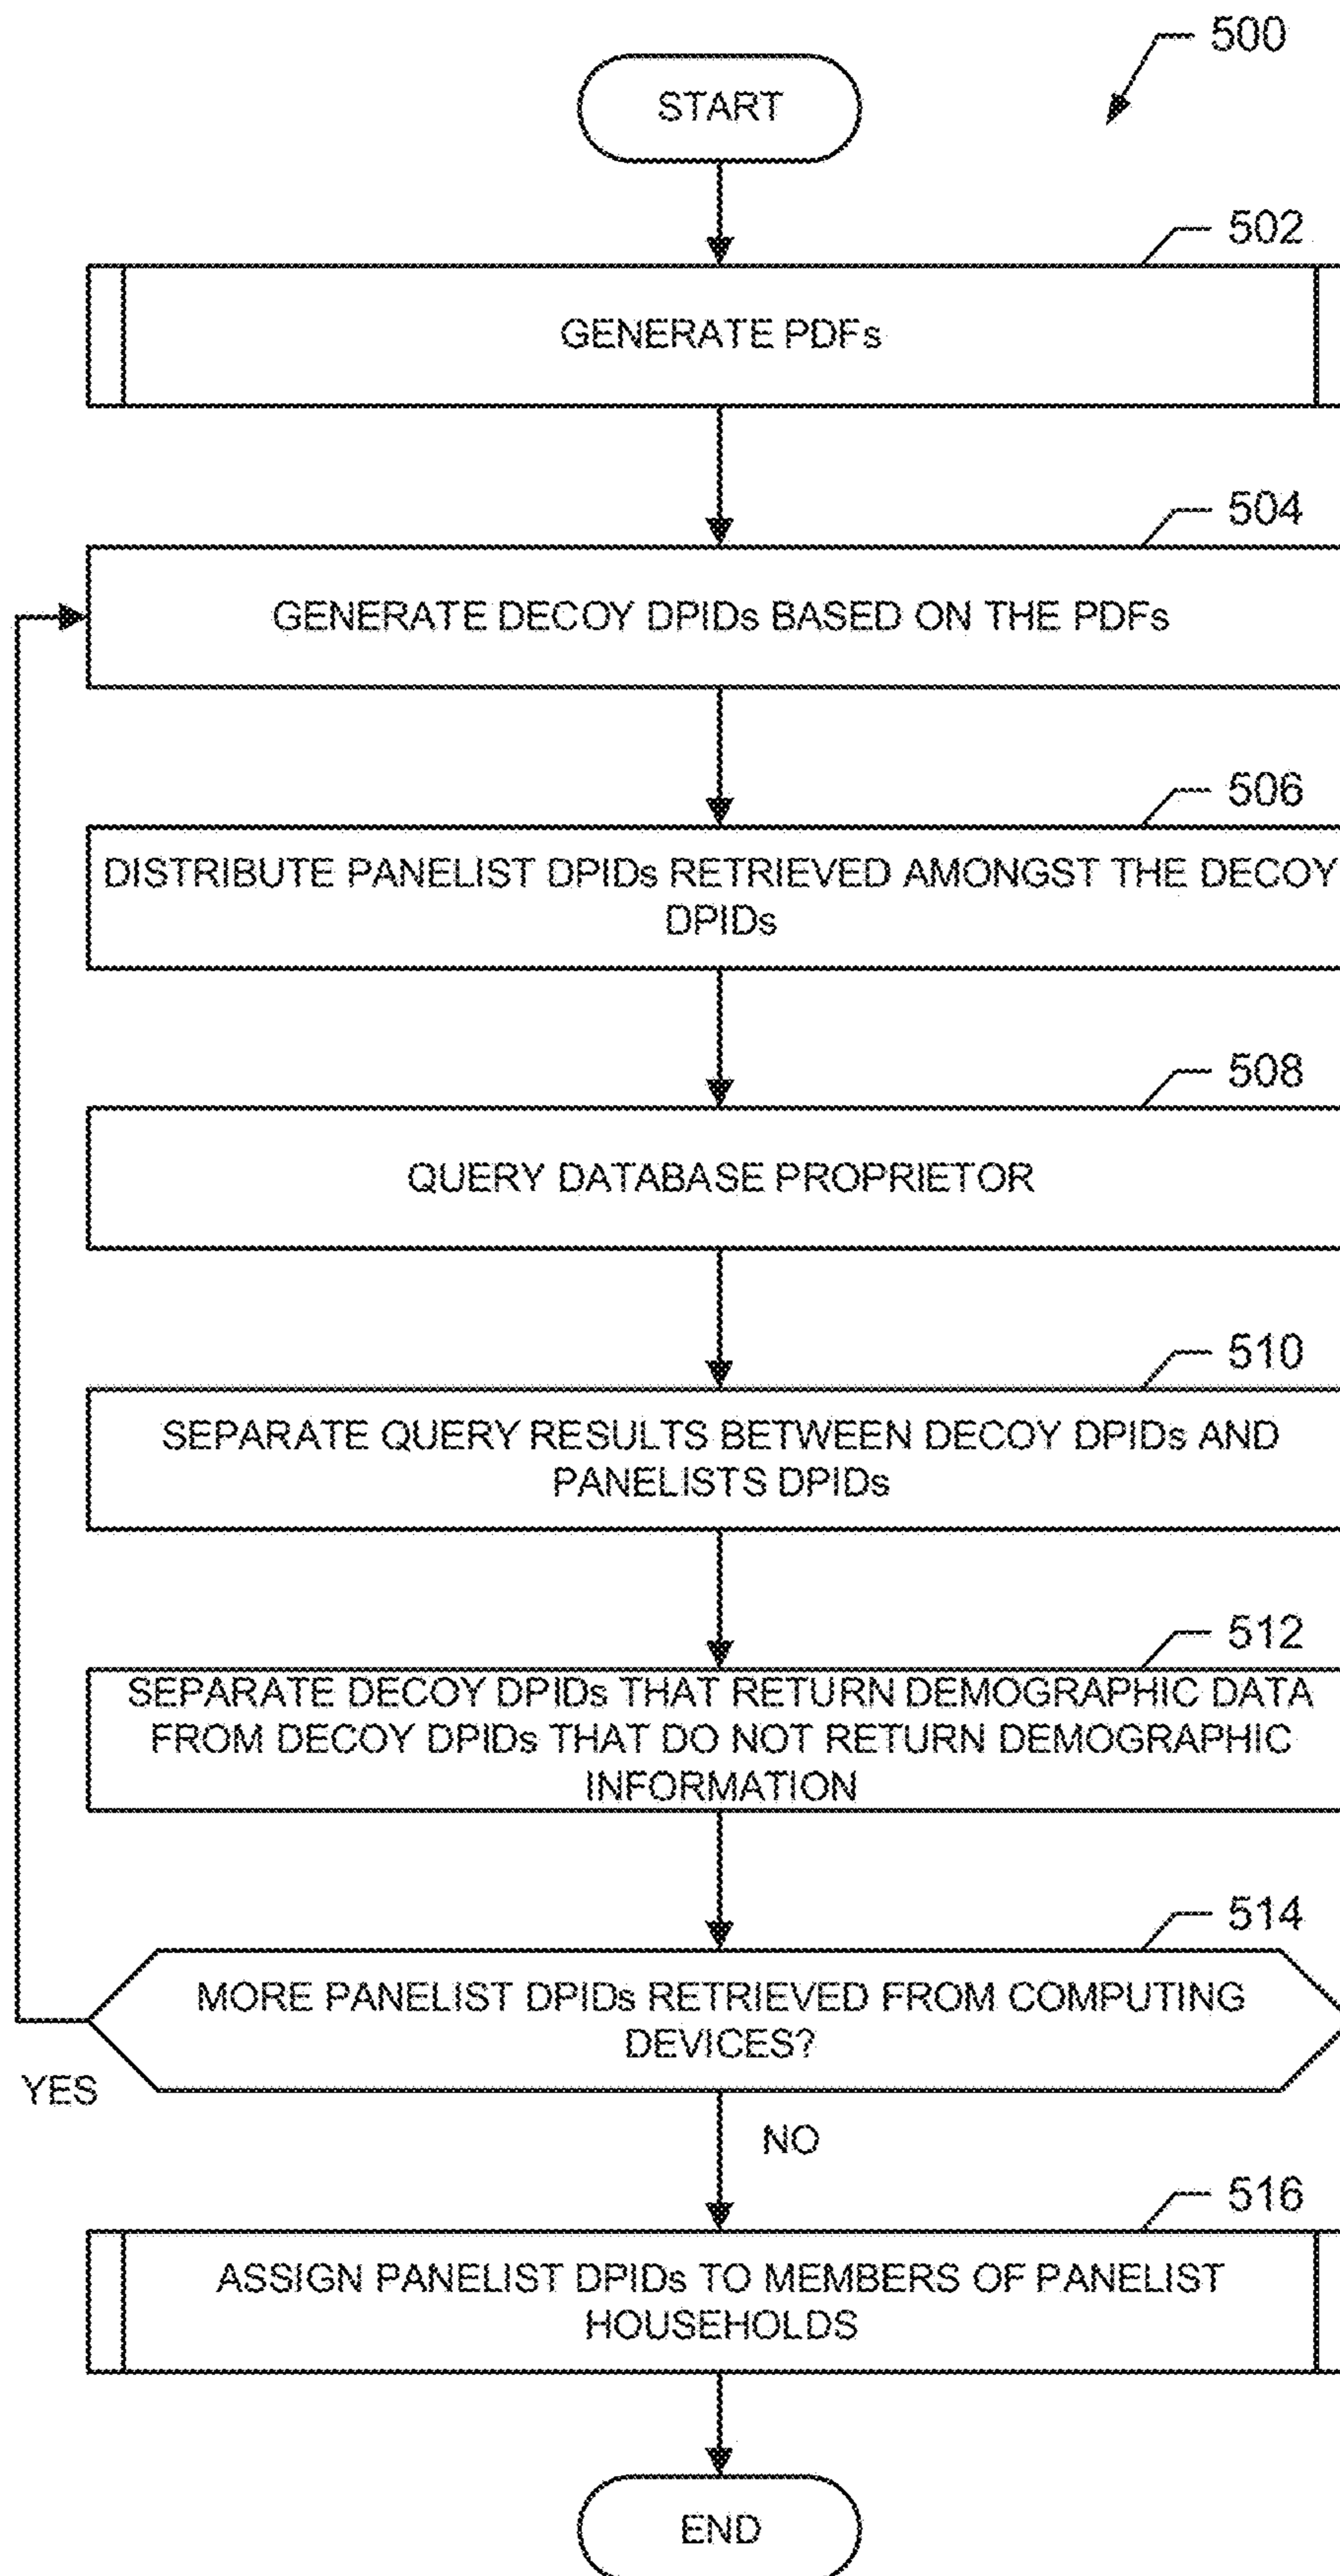 500
START
502
GENERATE PDFs
504
GENERATE DECOY DPIDs BASED ON THE PDFs
506
DISTRIBUTE PANELIST DPIDs RETRIEVED AMONGST THE DECOY
DPIDs
508
QUERY DATABASE PROPRIETOR
510
SEPARATE QUERY RESULTS BETWEEN DECOY DPIDs AND
PANELISTS DPIDs
512
SEPARATE DECOY DPIDs THAT RETURN DEMOGRAPHIC DATA
FROM DECOY DPIDs THAT DO NOT RETURN DEMOGRAPHIC
INFORMATION
514
MORE PANELIST DPIDs RETRIEVED FROM COMPUTING
DEVICES?
YES
NO
516
ASSIGN PANELIST DPIDs TO MEMBERS OF PANELIST
HOUSEHOLDS
END